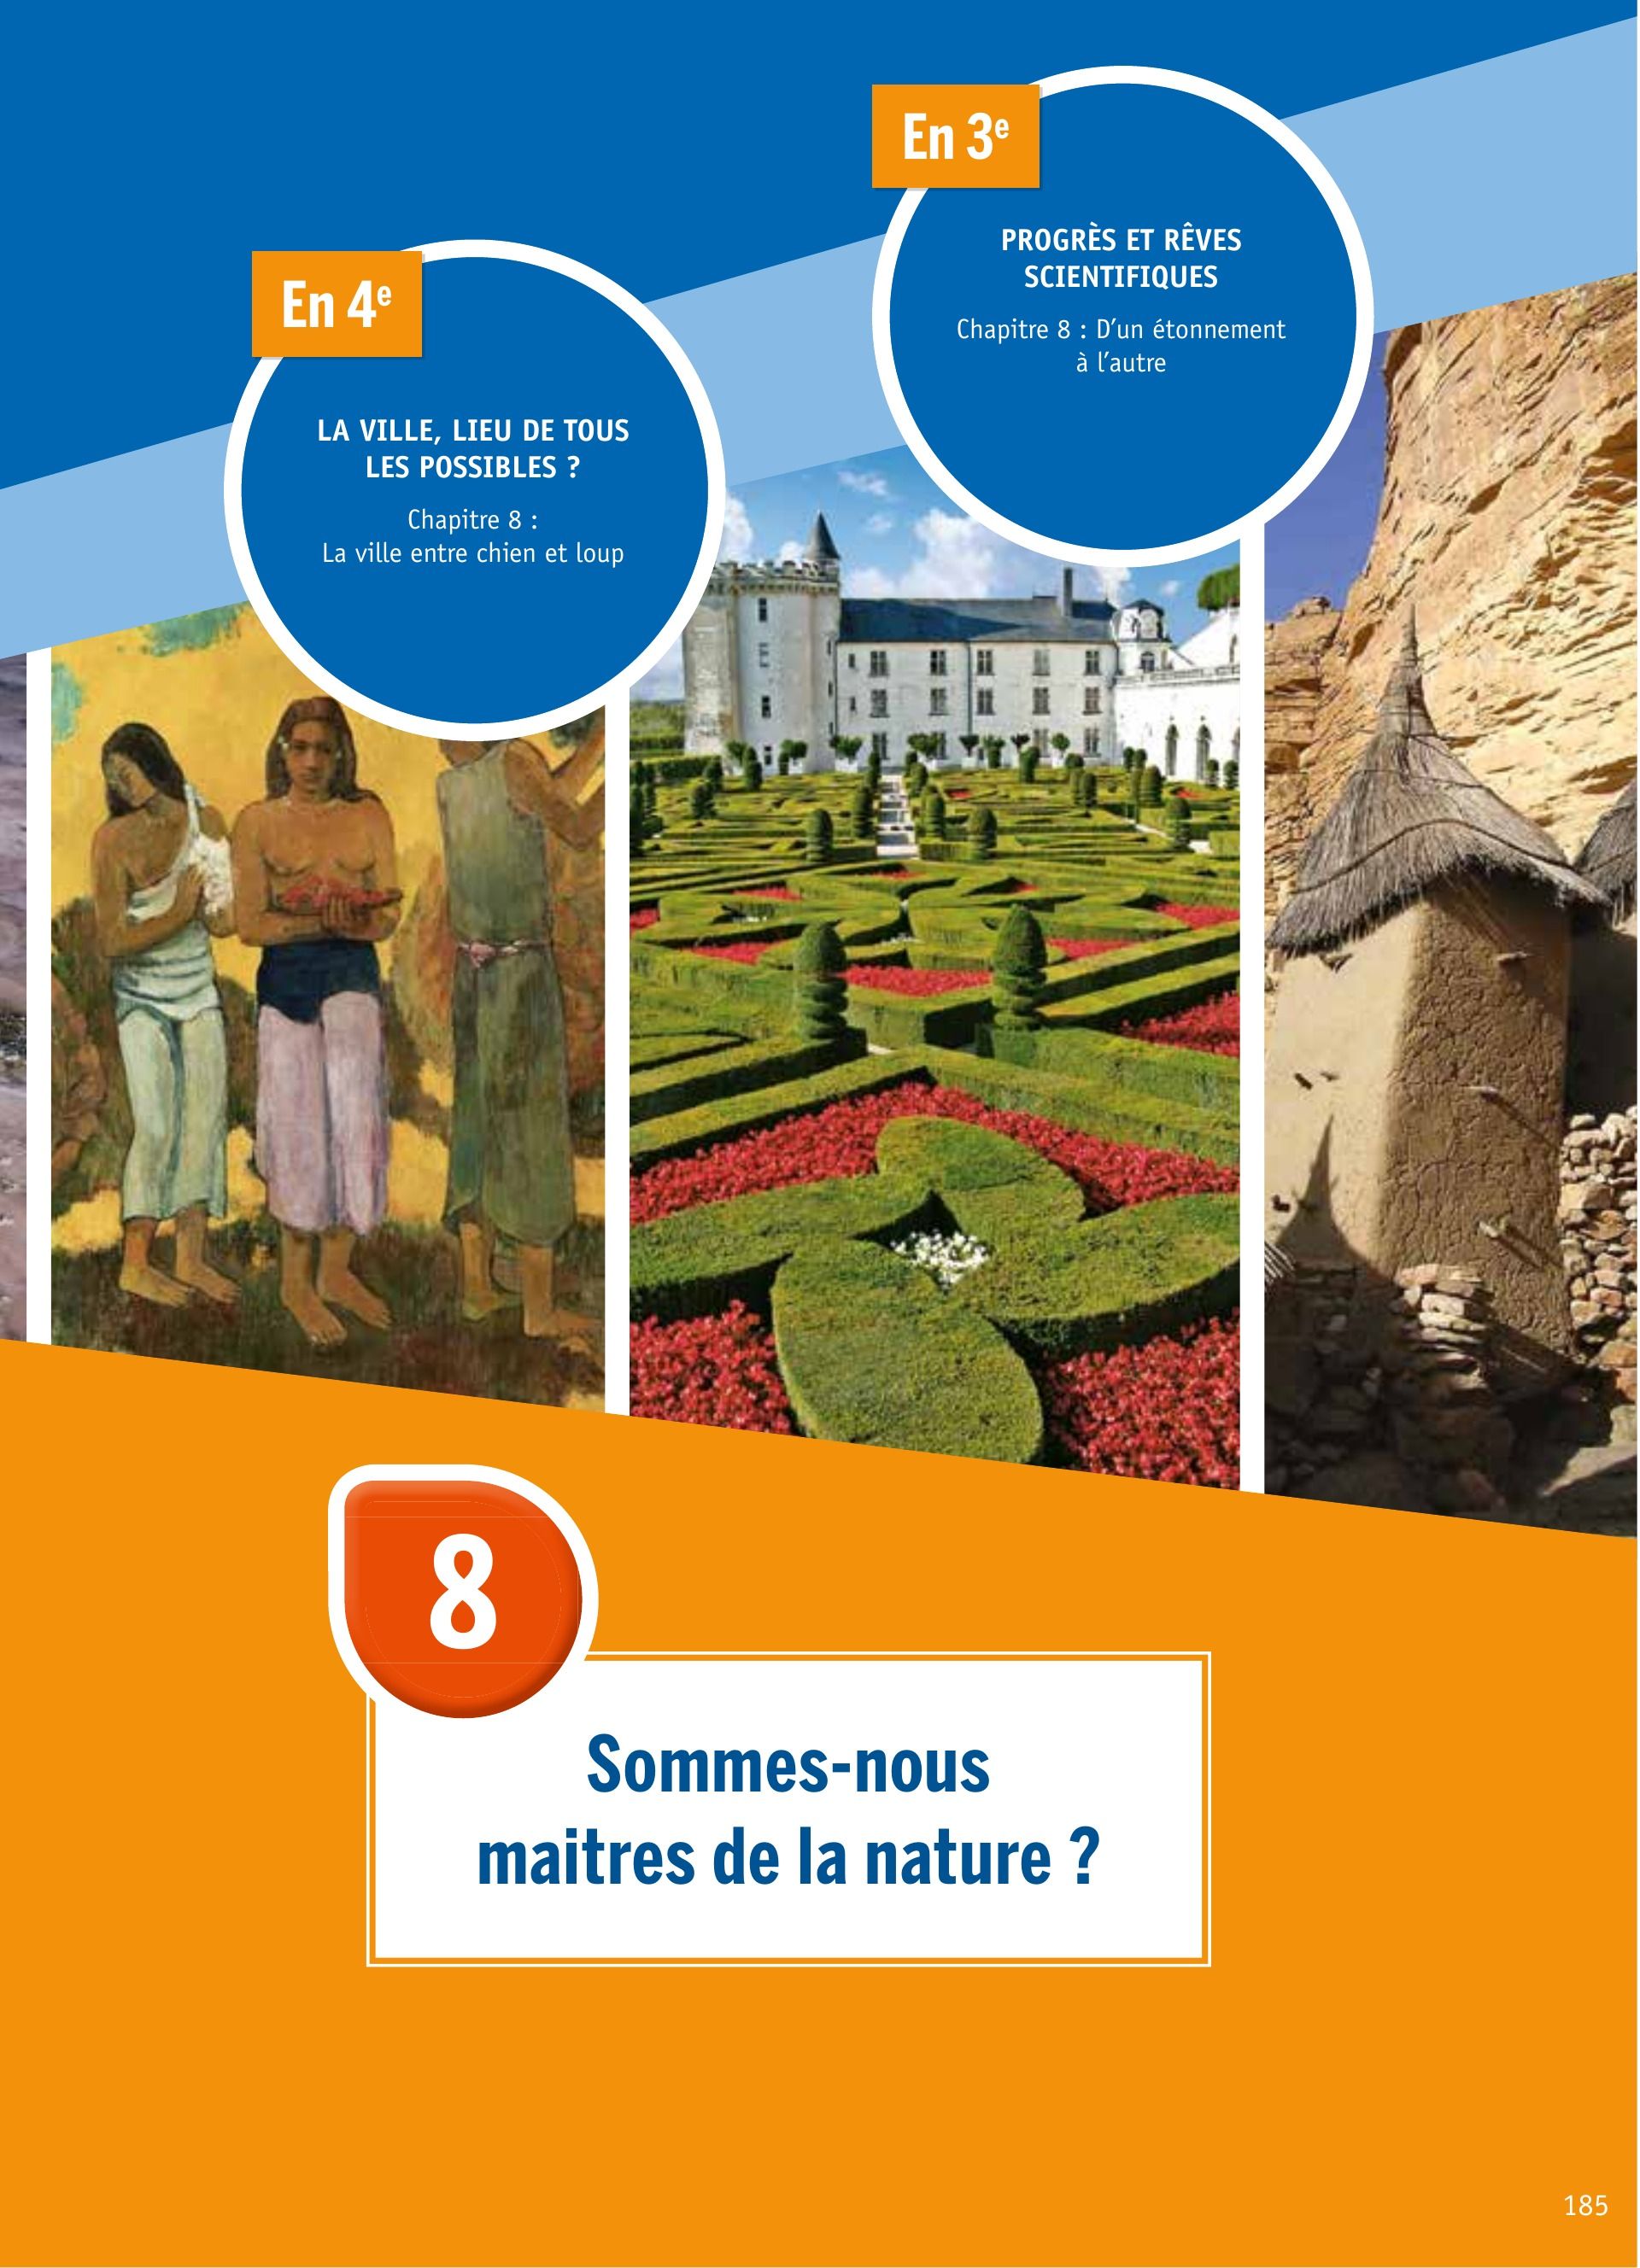 En 3e
PROGRÈS ET RÊVES
SCIENTIFIQUES
Chapitre 8 : D’un étonnement
à l’autre
En 4e
LA VILLE, LIEU DE TOUS
LES POSSIBLES ?
Chapitre 8 :
La ville entre chien et loup
8
Sommes-nous
maitres de la nature ?
185